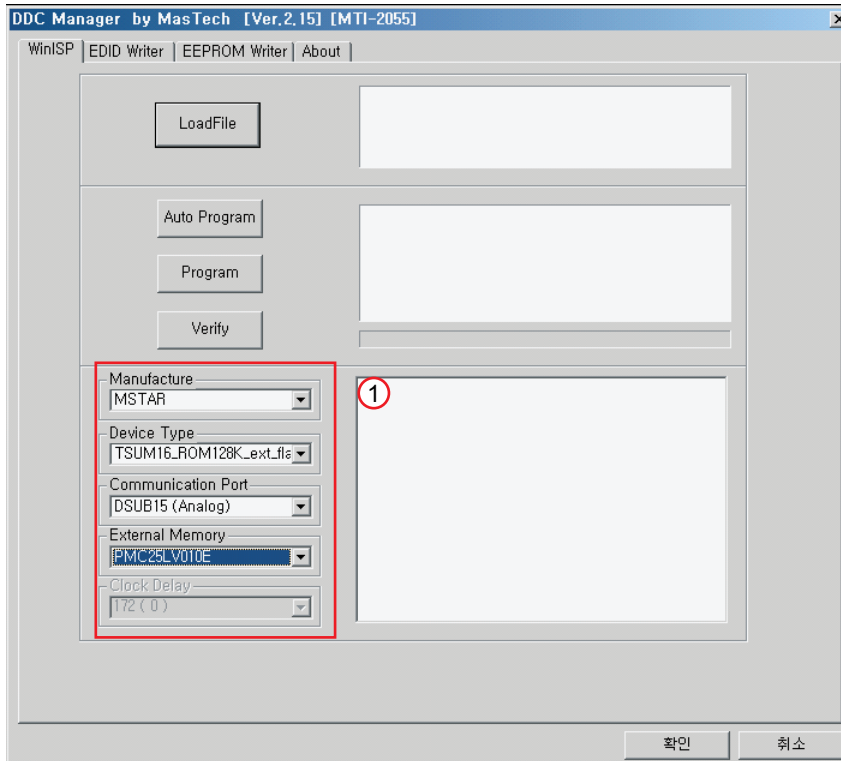 DDC Manager by MasTech [Ver.2.15] [MTI-2055]
WinISP EDID Writer EEPROM Writer About
LoadFile
Auto Program
Program
Verify
Manufacture
MSTAR
1
Device Type
TSUM16_ROM128K_ext_fla
Communication Port
DSUB15 (Analog)
External Memory
PMC25LV010E
Clock Delay
172 ( 0 )
확인 취소